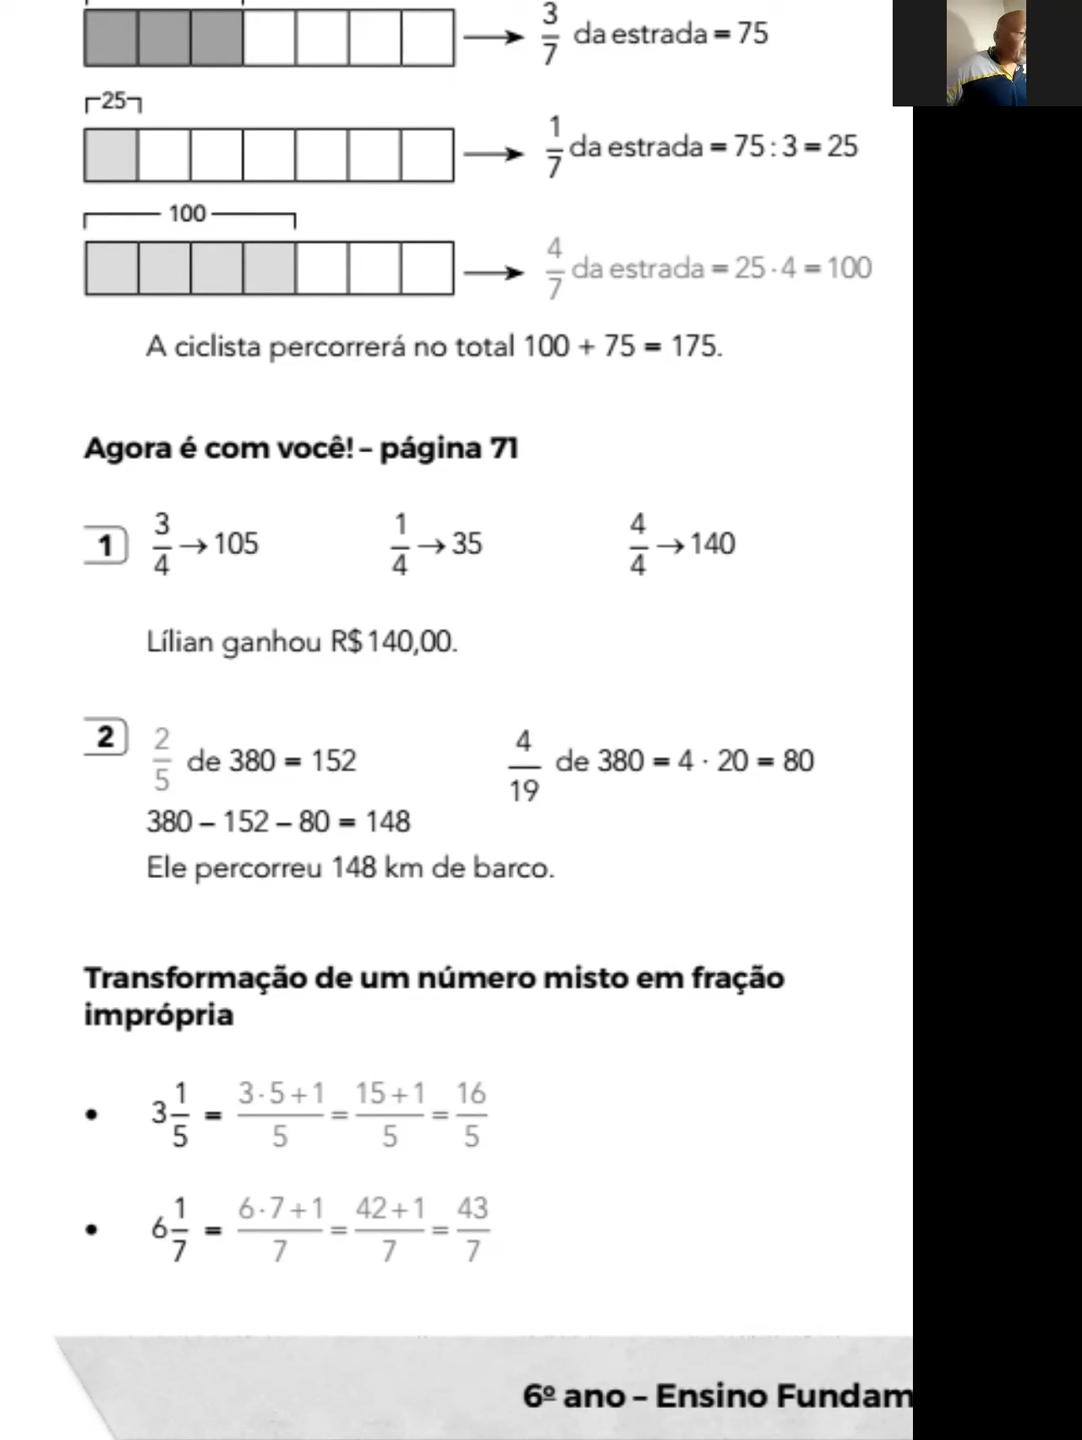 3/7 da estrada = 75
25
1/7 da estrada = 75 : 3 = 25
100
4/7 da estrada = 25 · 4 = 100
A ciclista percorrerá no total 100 + 75 = 175.
Agora é com você! – página 71
1 3/4 → 105 1/4 → 35 4/4 → 140
Lílian ganhou R$ 140,00.
2 2/5 de 380 = 152 4/19 de 380 = 4 · 20 = 80
380 – 152 – 80 = 148
Ele percorreu 148 km de barco.
Transformação de um número misto em fração
imprópria
• 3 1/5 = 3 · 5 + 1/5 = 15 + 1/5 = 16/5
• 6 1/7 = 6 · 7 + 1/7 = 42 + 1/7 = 43/7
6º ano – Ensino Fundam